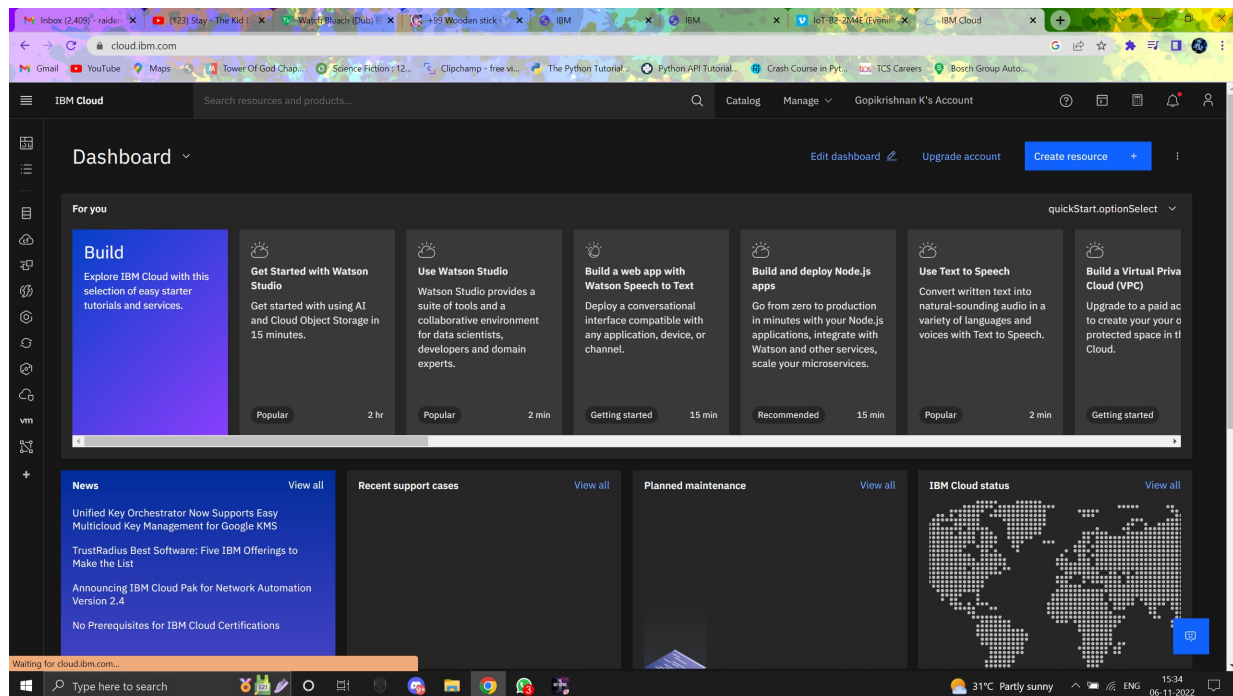 Inbox (2,409) - raider
(123) Stay - The Kid L
Watch Bleach (Dub) E
+99 Wooden stick -
IBM
IBM
IoT-B2-2M4E (Evenin
IBM Cloud
cloud.ibm.com
Gmail
YouTube
Maps
Tower Of God Chap...
Science Fiction : 12...
Clipchamp - free vi...
The Python Tutorial...
Python API Tutorial...
Crash Course in Pyt...
TCS Careers
Bosch Group Auto...
IBM Cloud
Search resources and products...
Catalog
Manage
Gopikrishnan K's Account
Dashboard
Edit dashboard
Upgrade account
Create resource +
For you
quickStart.optionSelect
Build
Explore IBM Cloud with this
selection of easy starter
tutorials and services.
Get Started with Watson
Studio
Get started with using AI
and Cloud Object Storage in
15 minutes.
Popular
2 hr
Use Watson Studio
Watson Studio provides a
suite of tools and a
collaborative environment
for data scientists,
developers and domain
experts.
Popular
2 min
Build a web app with
Watson Speech to Text
Deploy a conversational
interface compatible with
any application, device, or
channel.
Getting started
15 min
Build and deploy Node.js
apps
Go from zero to production
in minutes with your Node.js
applications, integrate with
Watson and other services,
scale your microservices.
Recommended
15 min
Use Text to Speech
Convert written text into
natural-sounding audio in a
variety of languages and
voices with Text to Speech.
Popular
2 min
Build a Virtual Priva
Cloud (VPC)
Upgrade to a paid ac
to create your your o
protected space in th
Cloud.
Getting started
vm
News
View all
Unified Key Orchestrator Now Supports Easy
Multicloud Key Management for Google KMS
TrustRadius Best Software: Five IBM Offerings to
Make the List
Announcing IBM Cloud Pak for Network Automation
Version 2.4
No Prerequisites for IBM Cloud Certifications
Recent support cases
View all
Planned maintenance
View all
IBM Cloud status
View all
Waiting for cloud.ibm.com...
Type here to search
31°C Partly sunny
ENG
15:34
06-11-2022